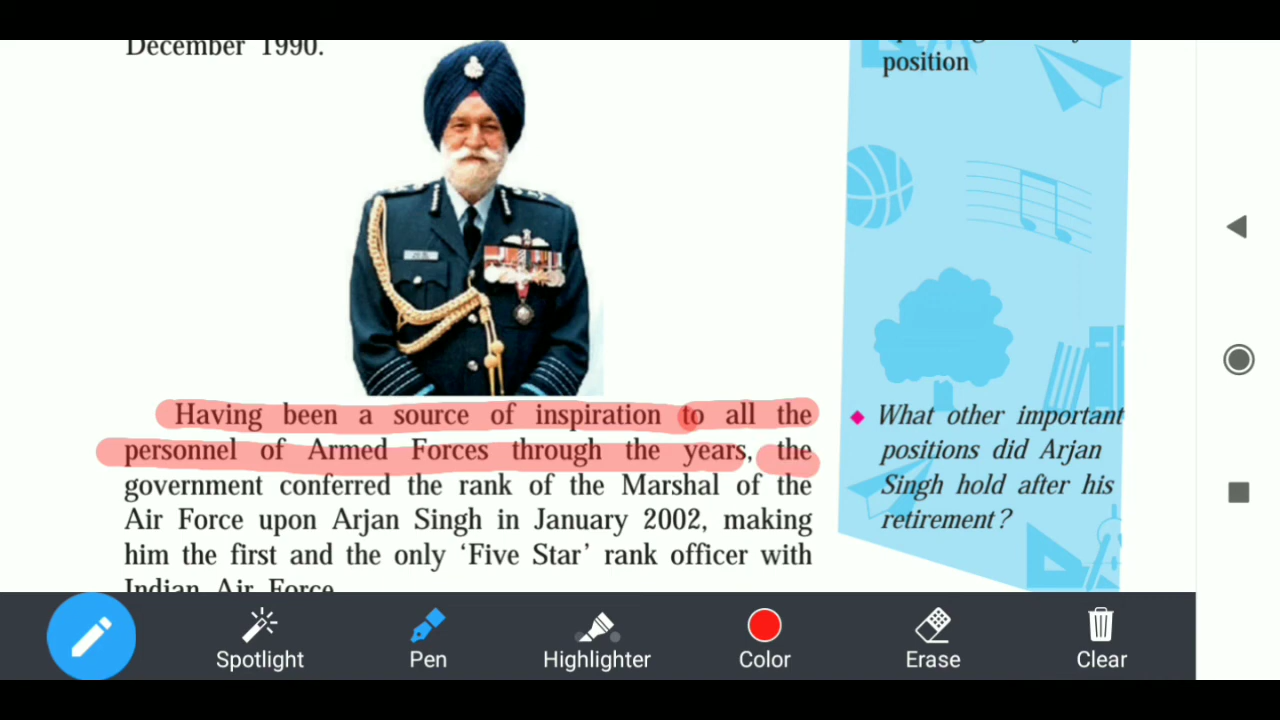 December 1990.
position
Having been a source of inspiration to all the
personnel of Armed Forces through the years, the
government conferred the rank of the Marshal of the
Air Force upon Arjan Singh in January 2002, making
him the first and the only ‘Five Star’ rank officer with
Indian Air Force
What other important
positions did Arjan
Singh hold after his
retirement?
Spotlight
Pen
Highlighter
Color
Erase
Clear